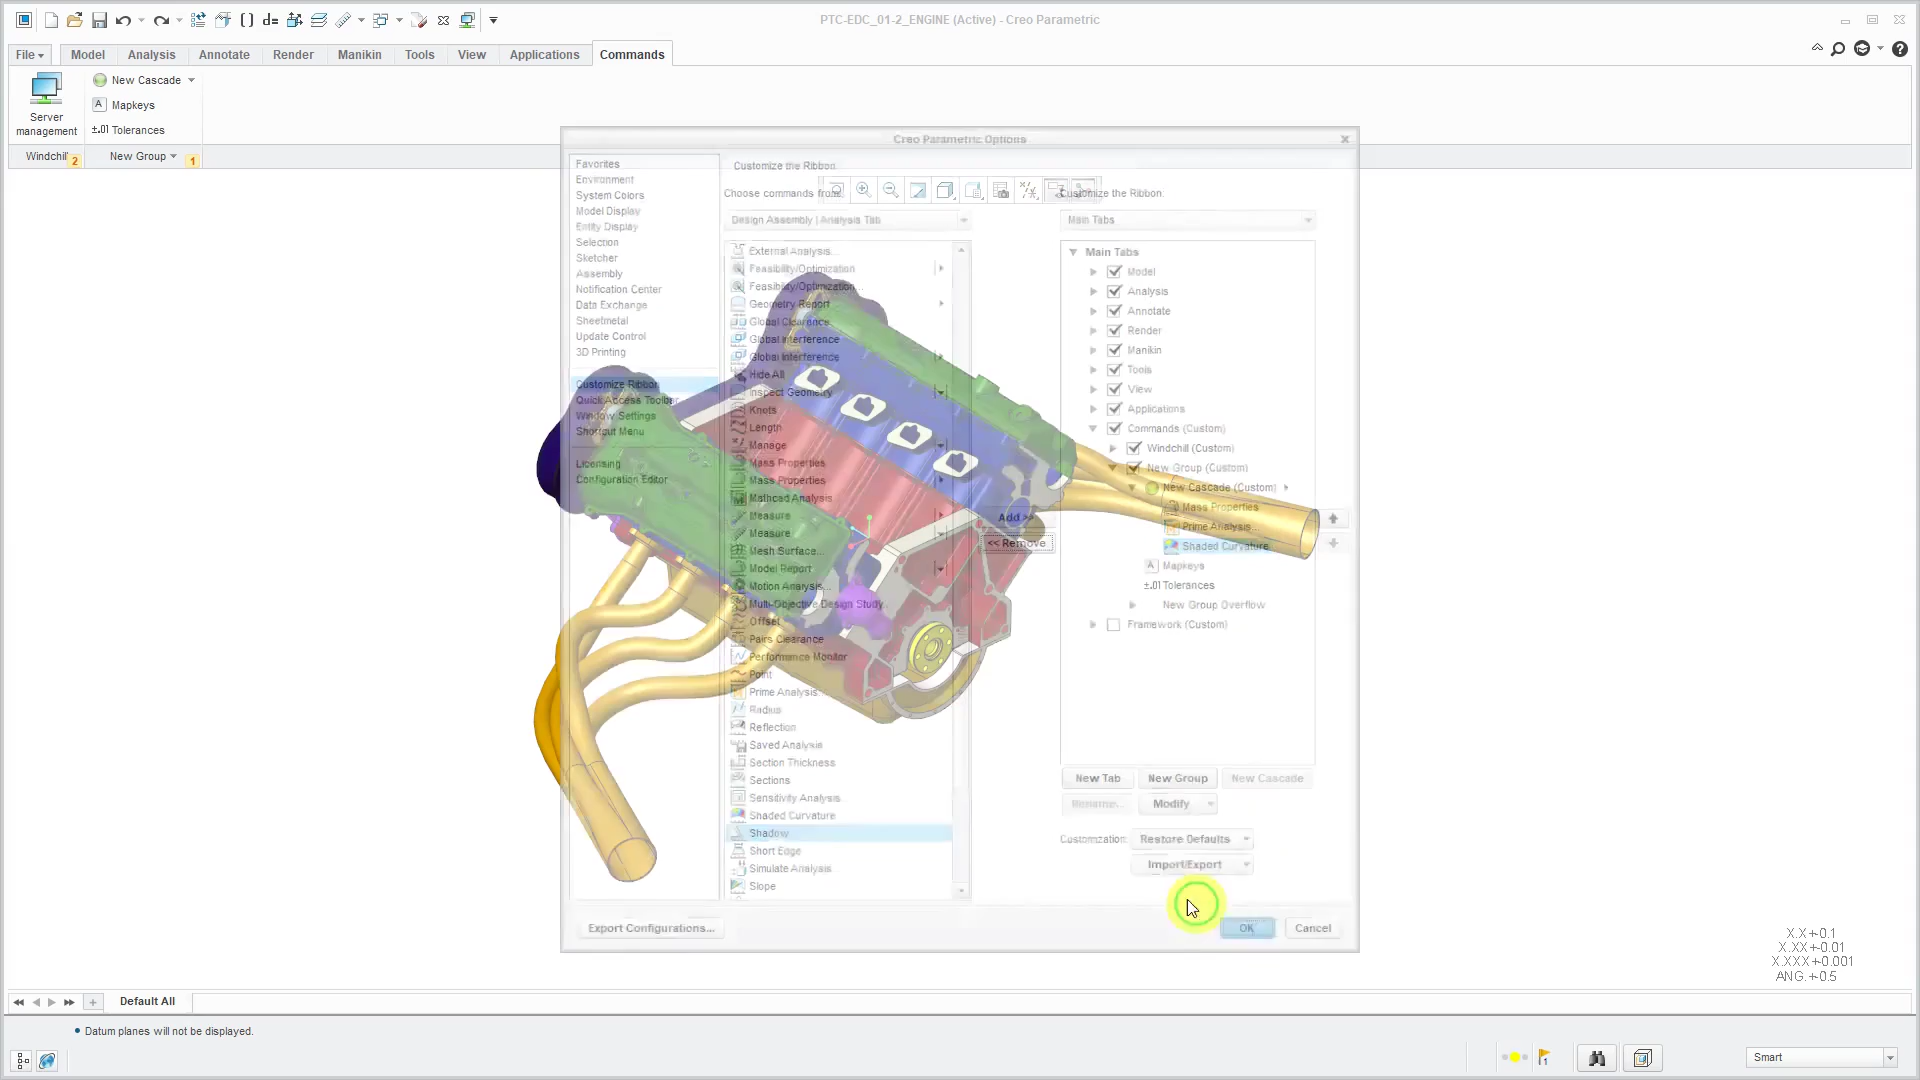 PTC-EDC_01-2_ENGINE (Active) - Creo Parametric
File
Model
Analysis
Annotate
Render
Manikin
Tools
View
Applications
Commands
Server
management
New Cascade
Mapkeys
±.01 Tolerances
Windchill 2
New Group 1
Creo Parametric Options
Favorites
Environment
System Colors
Model Display
Entity Display
Selection
Sketcher
Assembly
Notification Center
Data Exchange
Sheetmetal
Update Control
3D Printing
Customize Ribbon
Quick Access Toolbar
Window Settings
Shortcut Menu
Licensing
Configuration Editor
Customize the Ribbon
Choose commands from:
Design Assembly | Analysis Tab
External Analysis...
Feasibility/Optimization
Feasibility/Optimization...
Geometry Report
Global Clearance
Global Interference
Global Interference
Hide All
Inspect Geometry
Knots
Length
Manage
Mass Properties
Mass Properties
Mathcad Analysis
Measure
Measure
Mesh Surface...
Model Report
Motion Analysis...
Multi-Objective Design Study...
Offset
Pairs Clearance
Performance Monitor
Point
Prime Analysis...
Radius
Reflection
Saved Analysis
Section Thickness
Sections
Sensitivity Analysis...
Shaded Curvature
Shadow
Short Edge
Simulate Analysis...
Slope
Add >>
<< Remove
Customize the Ribbon:
Main Tabs
Main Tabs
Model
Analysis
Annotate
Render
Manikin
Tools
View
Applications
Commands (Custom)
Windchill (Custom)
New Group (Custom)
New Cascade (Custom)
Mass Properties
Prime Analysis...
Shaded Curvature
Mapkeys
±.01 Tolerances
New Group Overflow
Framework (Custom)
New Tab
New Group
New Cascade
Rename...
Modify
Customization:
Restore Defaults
Import/Export
Export Configurations...
OK
Cancel
X.X+-0.1
X.XX+-0.01
X.XXX+-0.001
ANG.+-0.5
Default All
Datum planes will not be displayed.
1
Smart